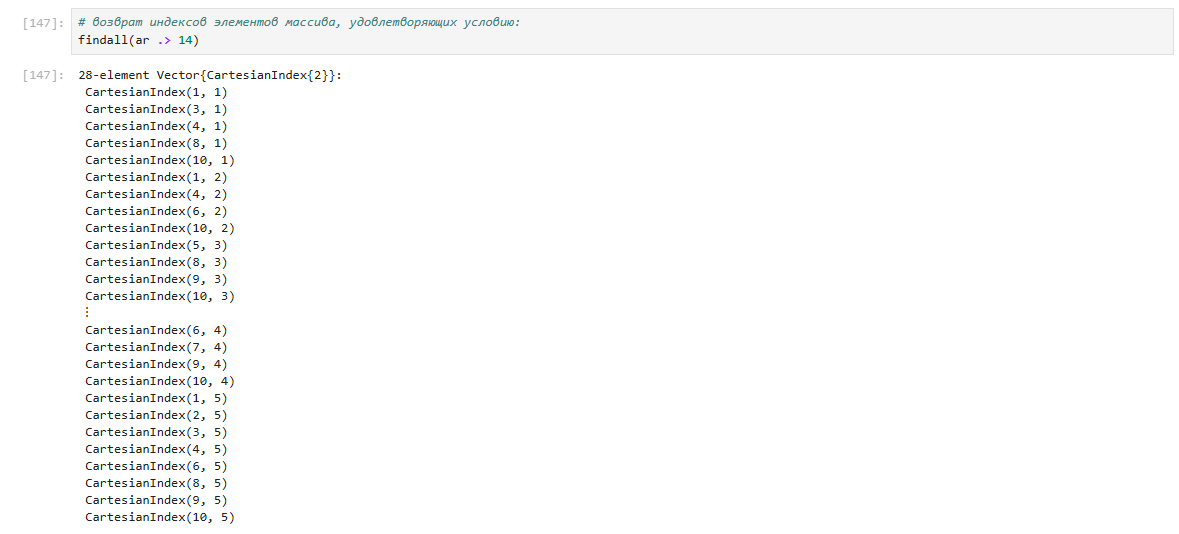 [147]: # возврат индексов элементов массива, удовлетворяющих условию:
findall(ar .> 14)
[147]: 28-element Vector{CartesianIndex{2}}:
CartesianIndex(1, 1)
CartesianIndex(3, 1)
CartesianIndex(4, 1)
CartesianIndex(8, 1)
CartesianIndex(10, 1)
CartesianIndex(1, 2)
CartesianIndex(4, 2)
CartesianIndex(6, 2)
CartesianIndex(10, 2)
CartesianIndex(5, 3)
CartesianIndex(8, 3)
CartesianIndex(9, 3)
CartesianIndex(10, 3)
⋮
CartesianIndex(6, 4)
CartesianIndex(7, 4)
CartesianIndex(9, 4)
CartesianIndex(10, 4)
CartesianIndex(1, 5)
CartesianIndex(2, 5)
CartesianIndex(3, 5)
CartesianIndex(4, 5)
CartesianIndex(6, 5)
CartesianIndex(8, 5)
CartesianIndex(9, 5)
CartesianIndex(10, 5)